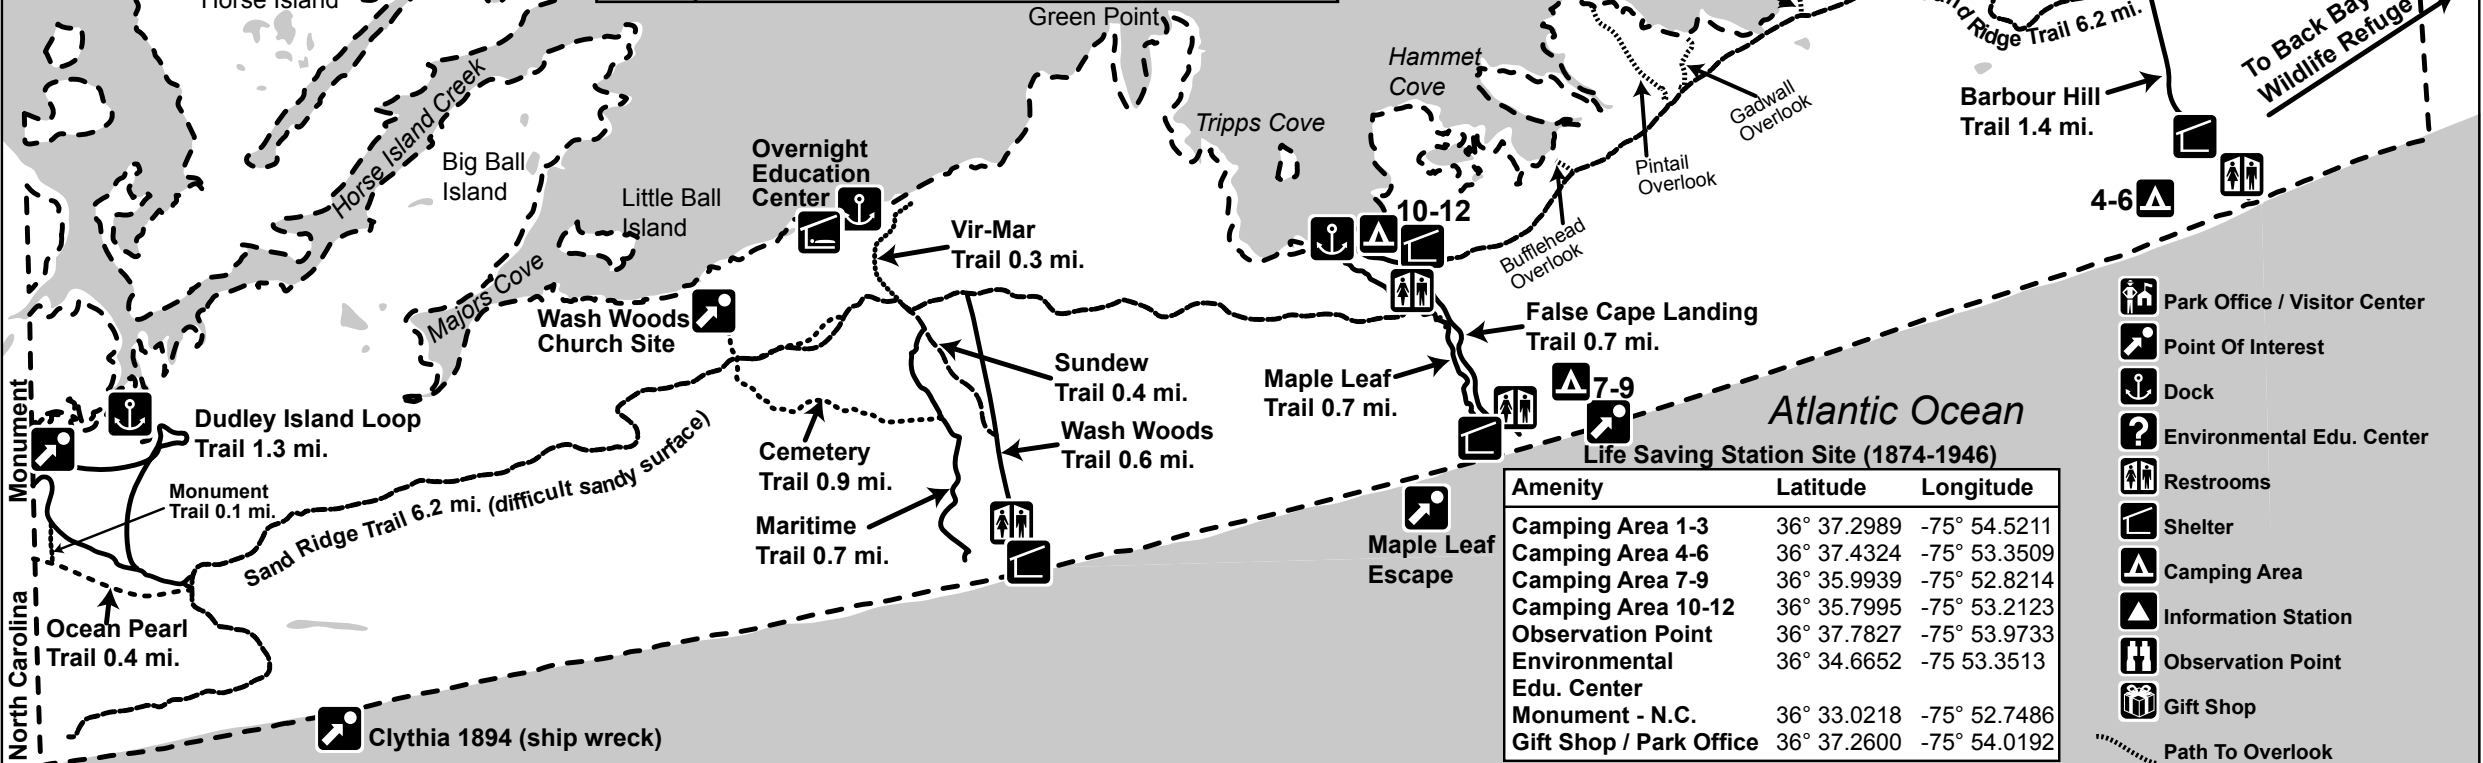 Horse Island
Green Point
Ridge Trail 6.2 mi.
To Back Bay
Wildlife Refuge
Hammet
Cove
Tripps Cove
Horse Island Creek
Big Ball
Island
Little Ball
Island
Majors Cove
Overnight
Education
Center
Vir-Mar
Trail 0.3 mi.
10-12
Bufflehead
Overlook
Pintail
Overlook
Gadwall
Overlook
Barbour Hill
Trail 1.4 mi.
4-6
Wash Woods
Church Site
False Cape Landing
Trail 0.7 mi.
Sundew
Trail 0.4 mi.
Maple Leaf
Trail 0.7 mi.
7-9
Atlantic Ocean
Life Saving Station Site (1874-1946)
Dudley Island Loop
Trail 1.3 mi.
Monument
Monument
Trail 0.1 mi.
Sand Ridge Trail 6.2 mi. (difficult sandy surface)
Cemetery
Trail 0.9 mi.
Wash Woods
Trail 0.6 mi.
Maritime
Trail 0.7 mi.
Maple Leaf
Escape
North Carolina
Ocean Pearl
Trail 0.4 mi.
Clythia 1894 (ship wreck)
Amenity Latitude Longitude
Camping Area 1-3 36° 37.2989 -75° 54.5211
Camping Area 4-6 36° 37.4324 -75° 53.3509
Camping Area 7-9 36° 35.9939 -75° 52.8214
Camping Area 10-12 36° 35.7995 -75° 53.2123
Observation Point 36° 37.7827 -75° 53.9733
Environmental 36° 34.6652 -75 53.3513
Edu. Center
Monument - N.C. 36° 33.0218 -75° 52.7486
Gift Shop / Park Office 36° 37.2600 -75° 54.0192
Park Office / Visitor Center
Point Of Interest
Dock
? Environmental Edu. Center
Restrooms
Shelter
Camping Area
Information Station
Observation Point
Gift Shop
Path To Overlook